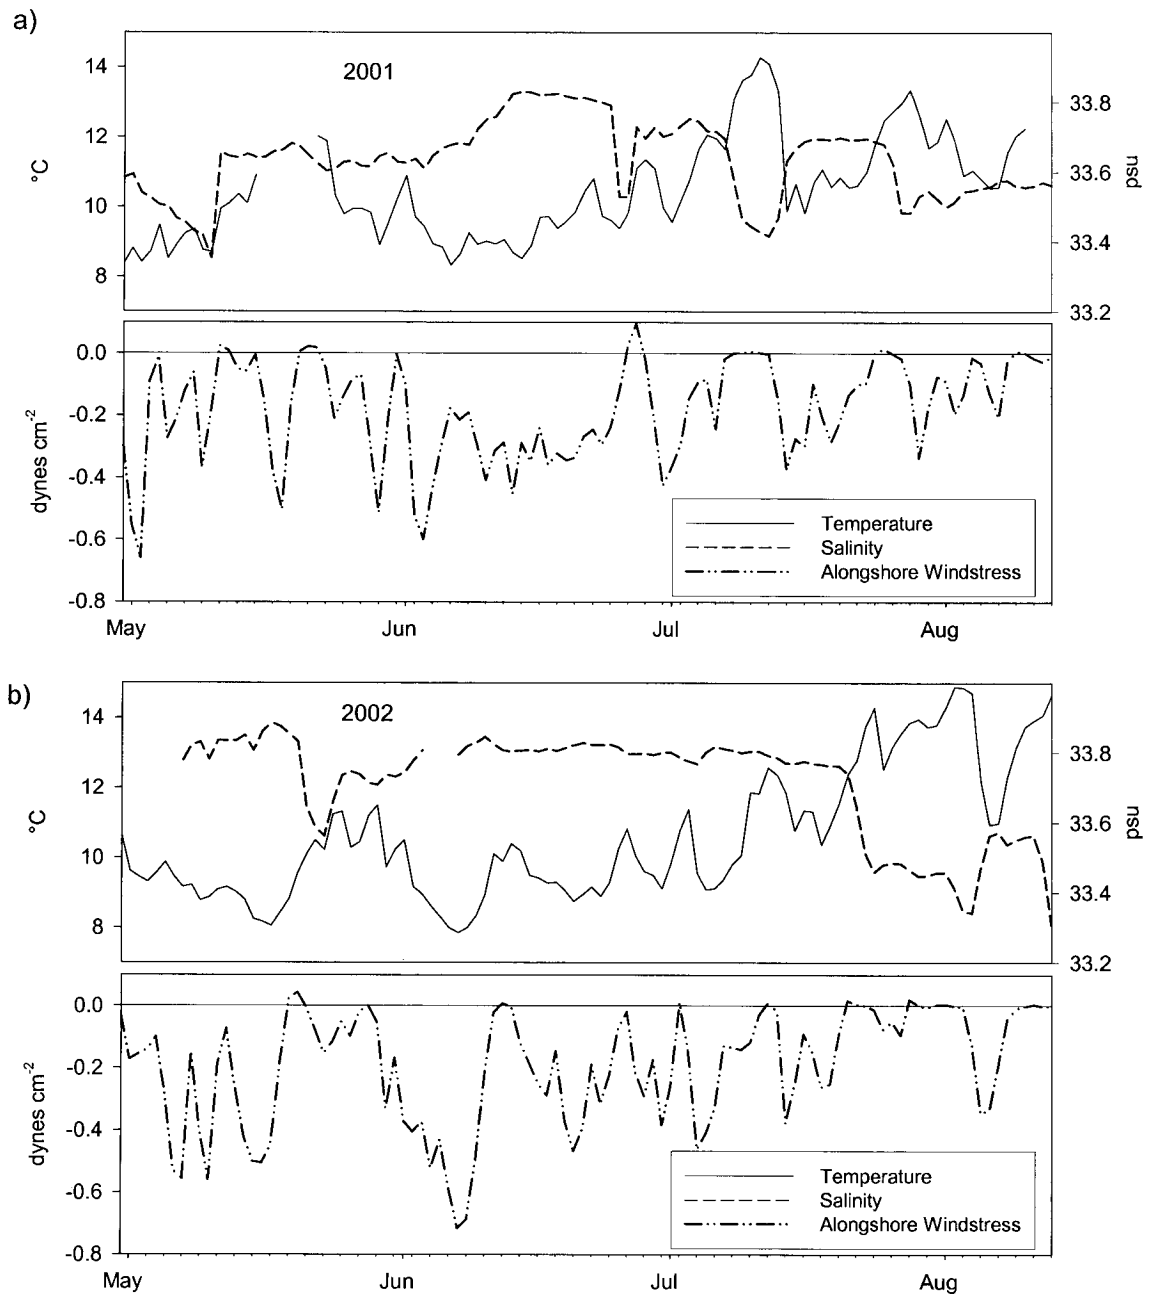 a)
2001
14
12
10
8
°C
33.8
33.6
33.4
33.2
psu
0.0
-0.2
-0.4
-0.6
-0.8
dynes cm-2
Temperature
Salinity
Alongshore Windstress
May Jun Jul Aug
b)
2002
14
12
10
8
°C
33.8
33.6
33.4
33.2
psu
0.0
-0.2
-0.4
-0.6
-0.8
dynes cm-2
Temperature
Salinity
Alongshore Windstress
May Jun Jul Aug